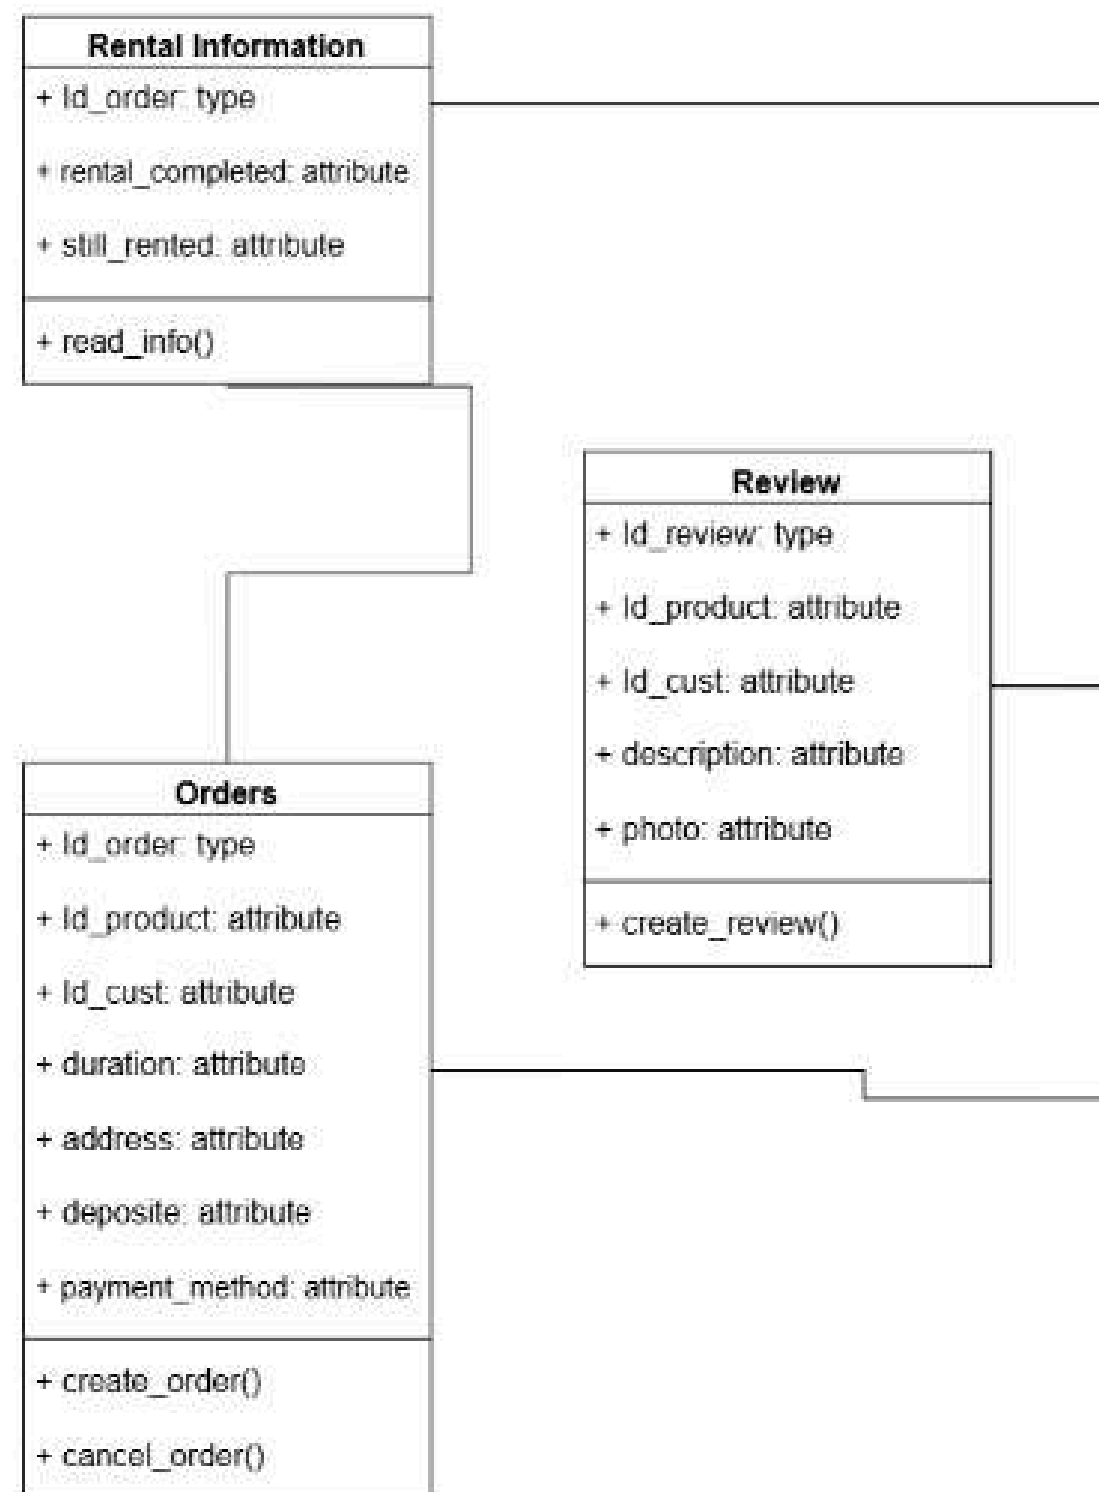 Rental Information
+ Id_order: type
+ rental_completed: attribute
+ still_rented: attribute
+ read_info()
Review
+ Id_review: type
+ Id_product: attribute
+ Id_cust: attribute
+ description: attribute
+ photo: attribute
+ create_review()
Orders
+ Id_order: type
+ Id_product: attribute
+ Id_cust: attribute
+ duration: attribute
+ address: attribute
+ deposite: attribute
+ payment_method: attribute
+ create_order()
+ cancel_order()